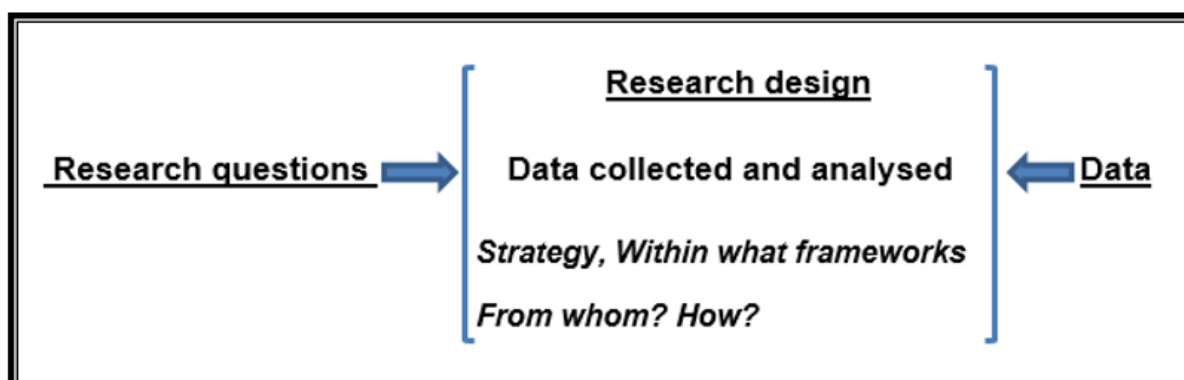 Research design
Research questions
Data collected and analysed
Data
Strategy, Within what frameworks
From whom? How?